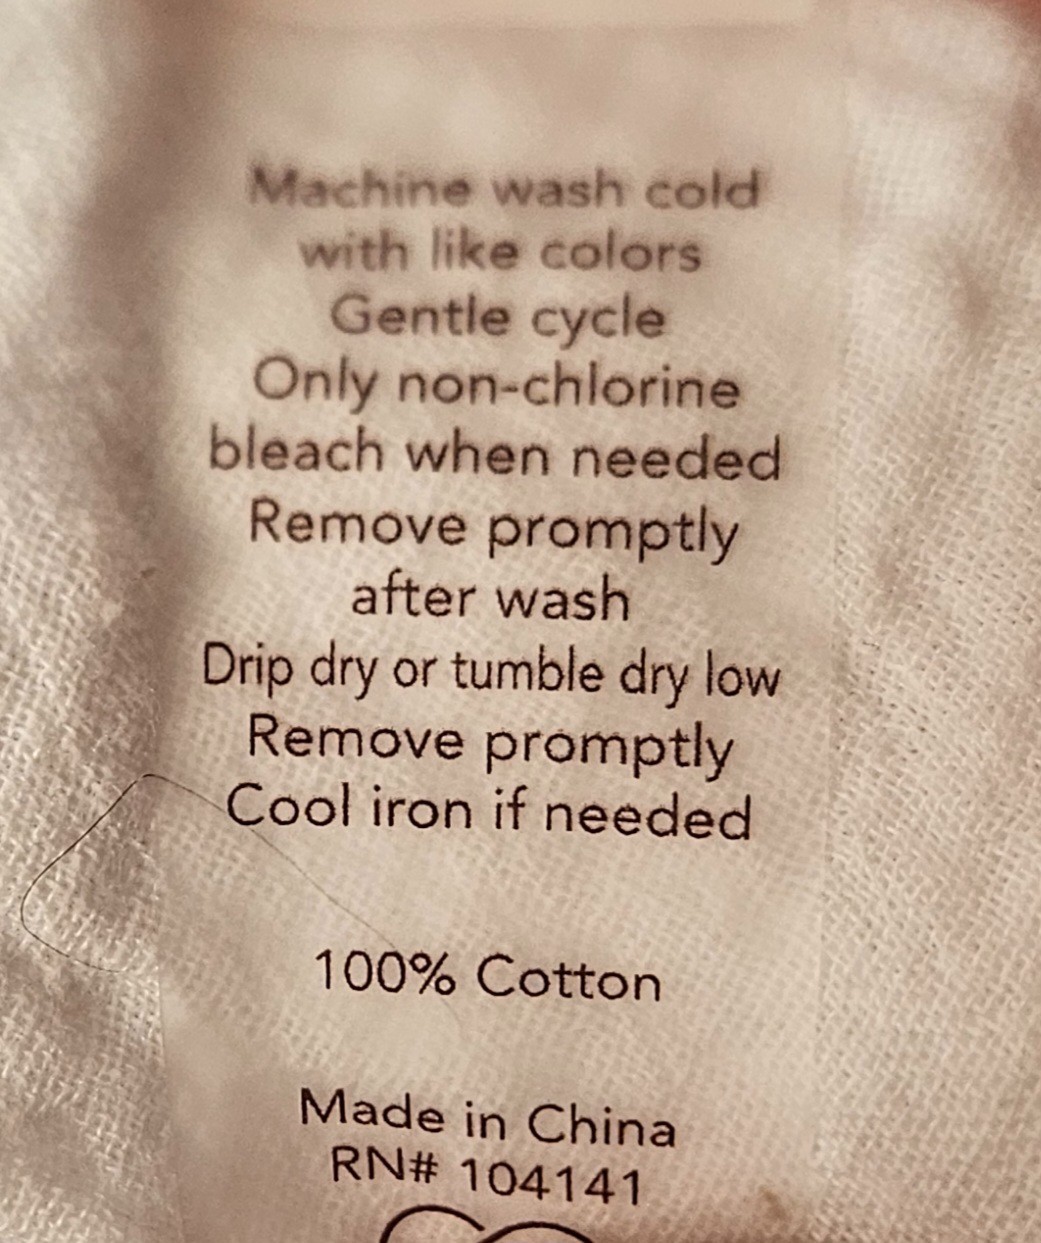 Machine wash cold
with like colors
Gentle cycle
Only non-chlorine
bleach when needed
Remove promptly
after wash
Drip dry or tumble dry low
Remove promptly
Cool iron if needed
100% Cotton
Made in China
RN# 104141